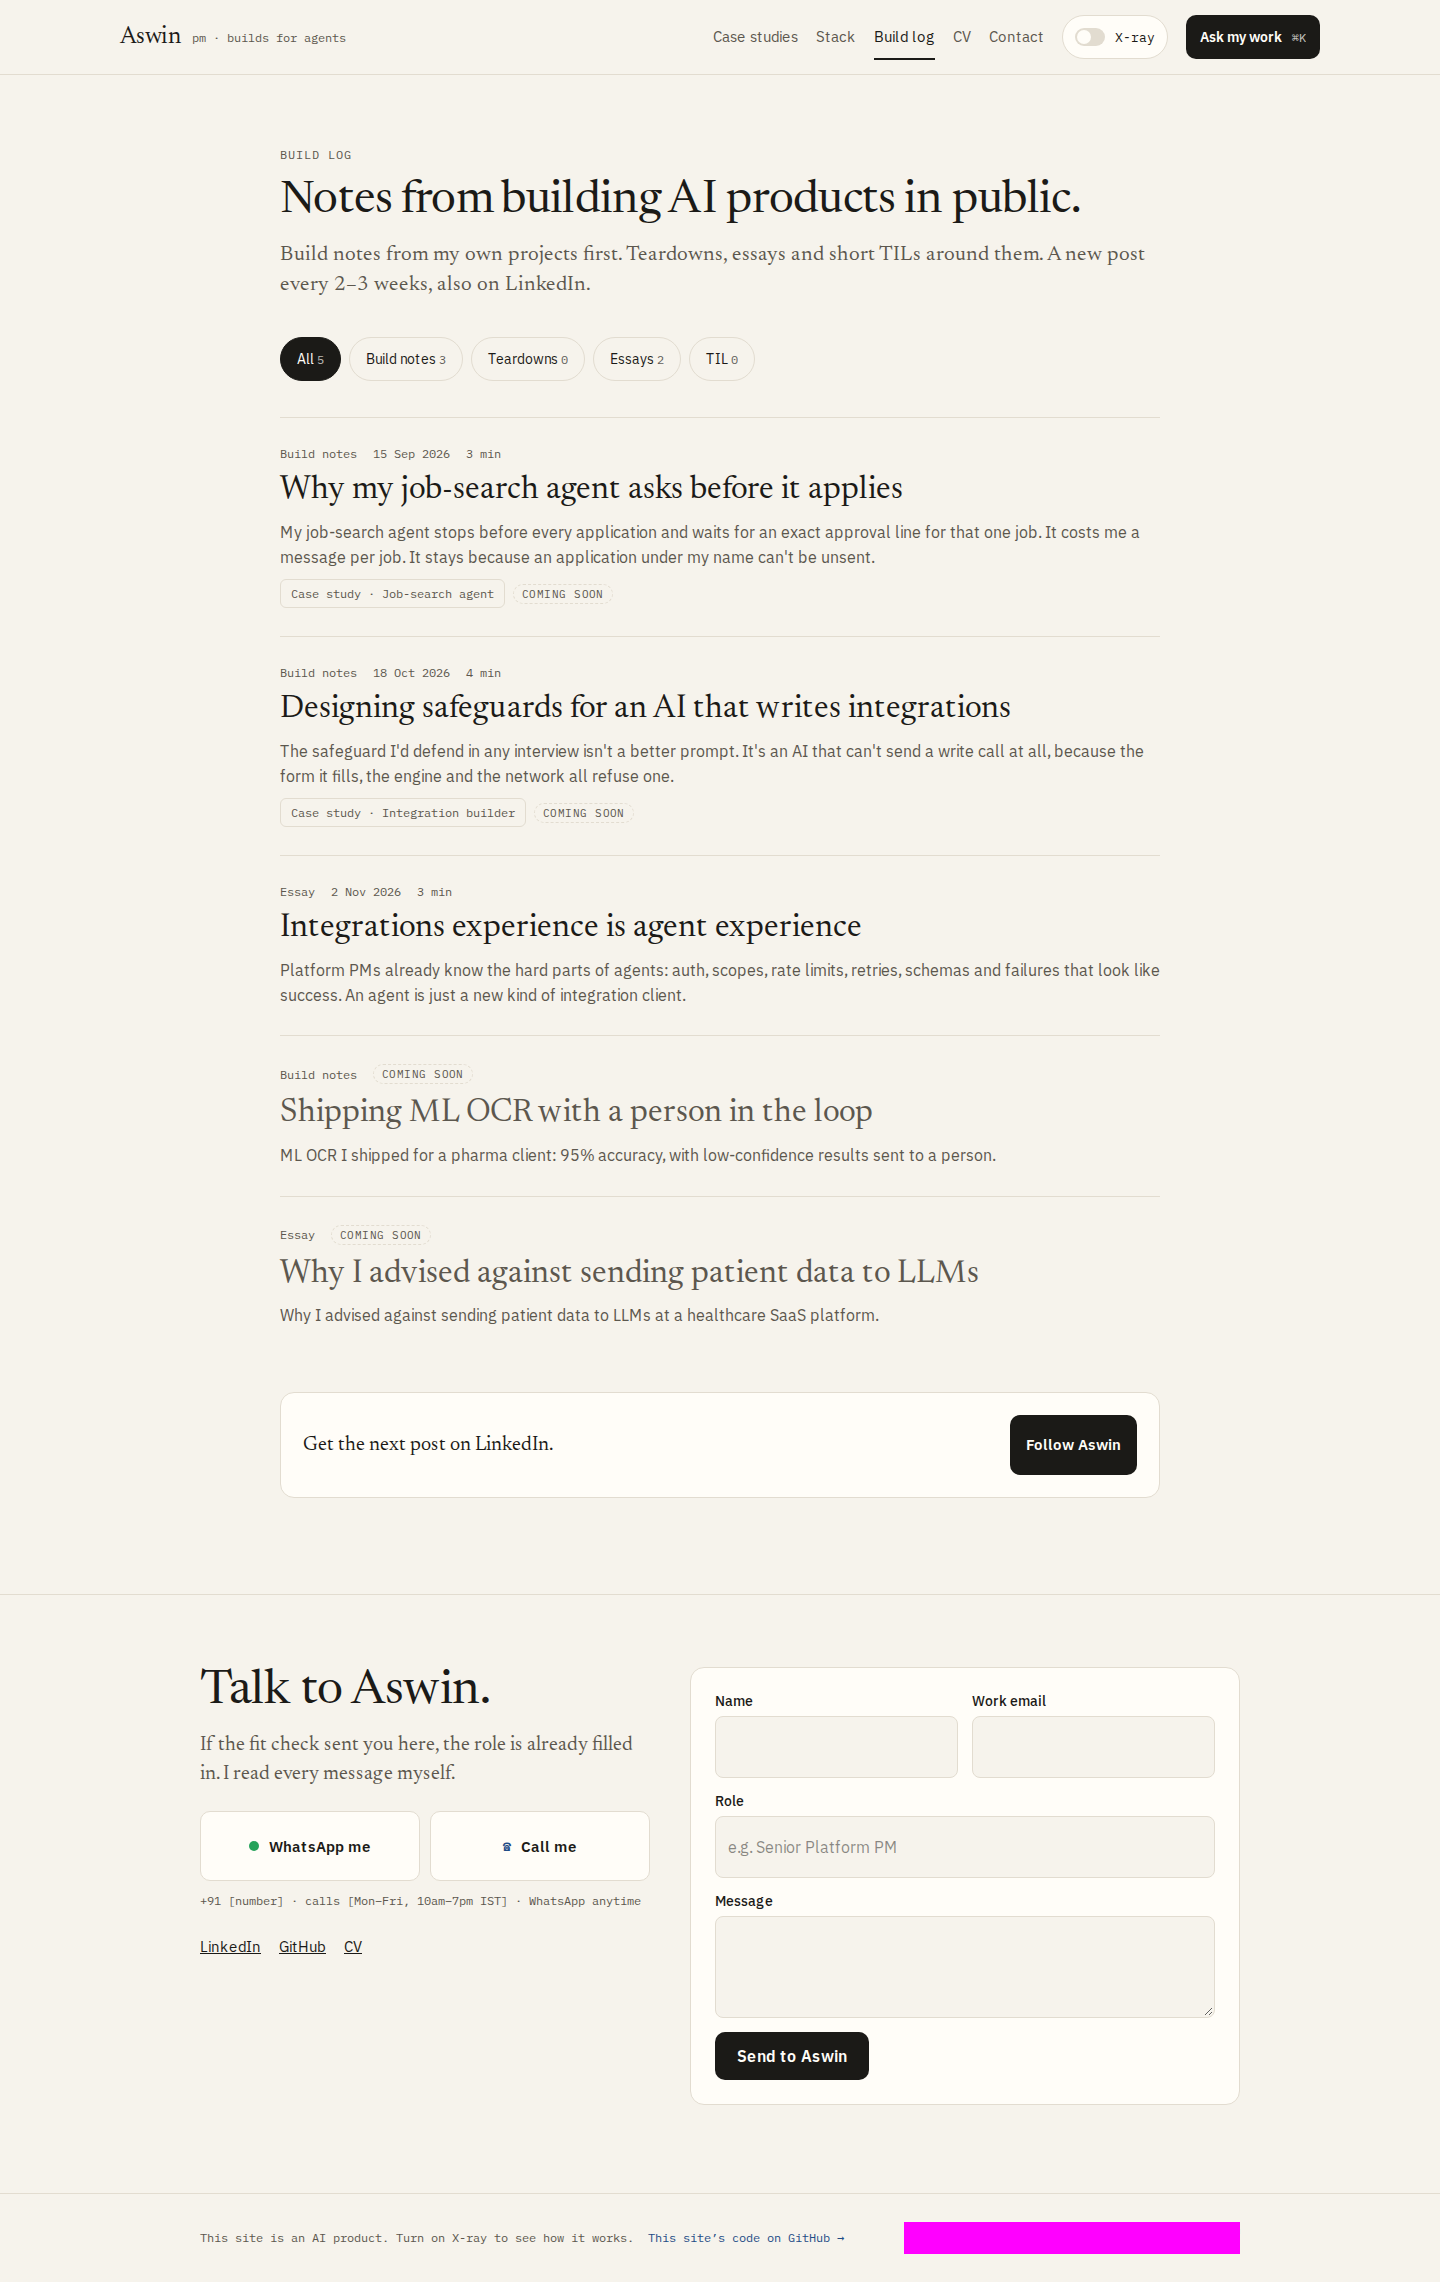 Aswin pm · builds for agents
Case studies Stack Build log CV Contact X-ray Ask my work ⌘K
BUILD LOG
Notes from building AI products in public.
Build notes from my own projects first. Teardowns, essays and short TILs around them. A new post
every 2–3 weeks, also on LinkedIn.
All 5 Build notes 3 Teardowns 0 Essays 2 TIL 0
Build notes 15 Sep 2026 3 min
Why my job-search agent asks before it applies
My job-search agent stops before every application and waits for an exact approval line for that one job. It costs me a
message per job. It stays because an application under my name can't be unsent.
Case study · Job-search agent COMING SOON
Build notes 18 Oct 2026 4 min
Designing safeguards for an AI that writes integrations
The safeguard I'd defend in any interview isn't a better prompt. It's an AI that can't send a write call at all, because the
form it fills, the engine and the network all refuse one.
Case study · Integration builder COMING SOON
Essay 2 Nov 2026 3 min
Integrations experience is agent experience
Platform PMs already know the hard parts of agents: auth, scopes, rate limits, retries, schemas and failures that look like
success. An agent is just a new kind of integration client.
Build notes COMING SOON
Shipping ML OCR with a person in the loop
ML OCR I shipped for a pharma client: 95% accuracy, with low-confidence results sent to a person.
Essay COMING SOON
Why I advised against sending patient data to LLMs
Why I advised against sending patient data to LLMs at a healthcare SaaS platform.
Get the next post on LinkedIn. Follow Aswin
Talk to Aswin.
If the fit check sent you here, the role is already filled
in. I read every message myself.
WhatsApp me ☎ Call me
+91 [number] · calls [Mon–Fri, 10am–7pm IST] · WhatsApp anytime
LinkedIn GitHub CV
Name Work email
Role
e.g. Senior Platform PM
Message
Send to Aswin
This site is an AI product. Turn on X-ray to see how it works. This site's code on GitHub →